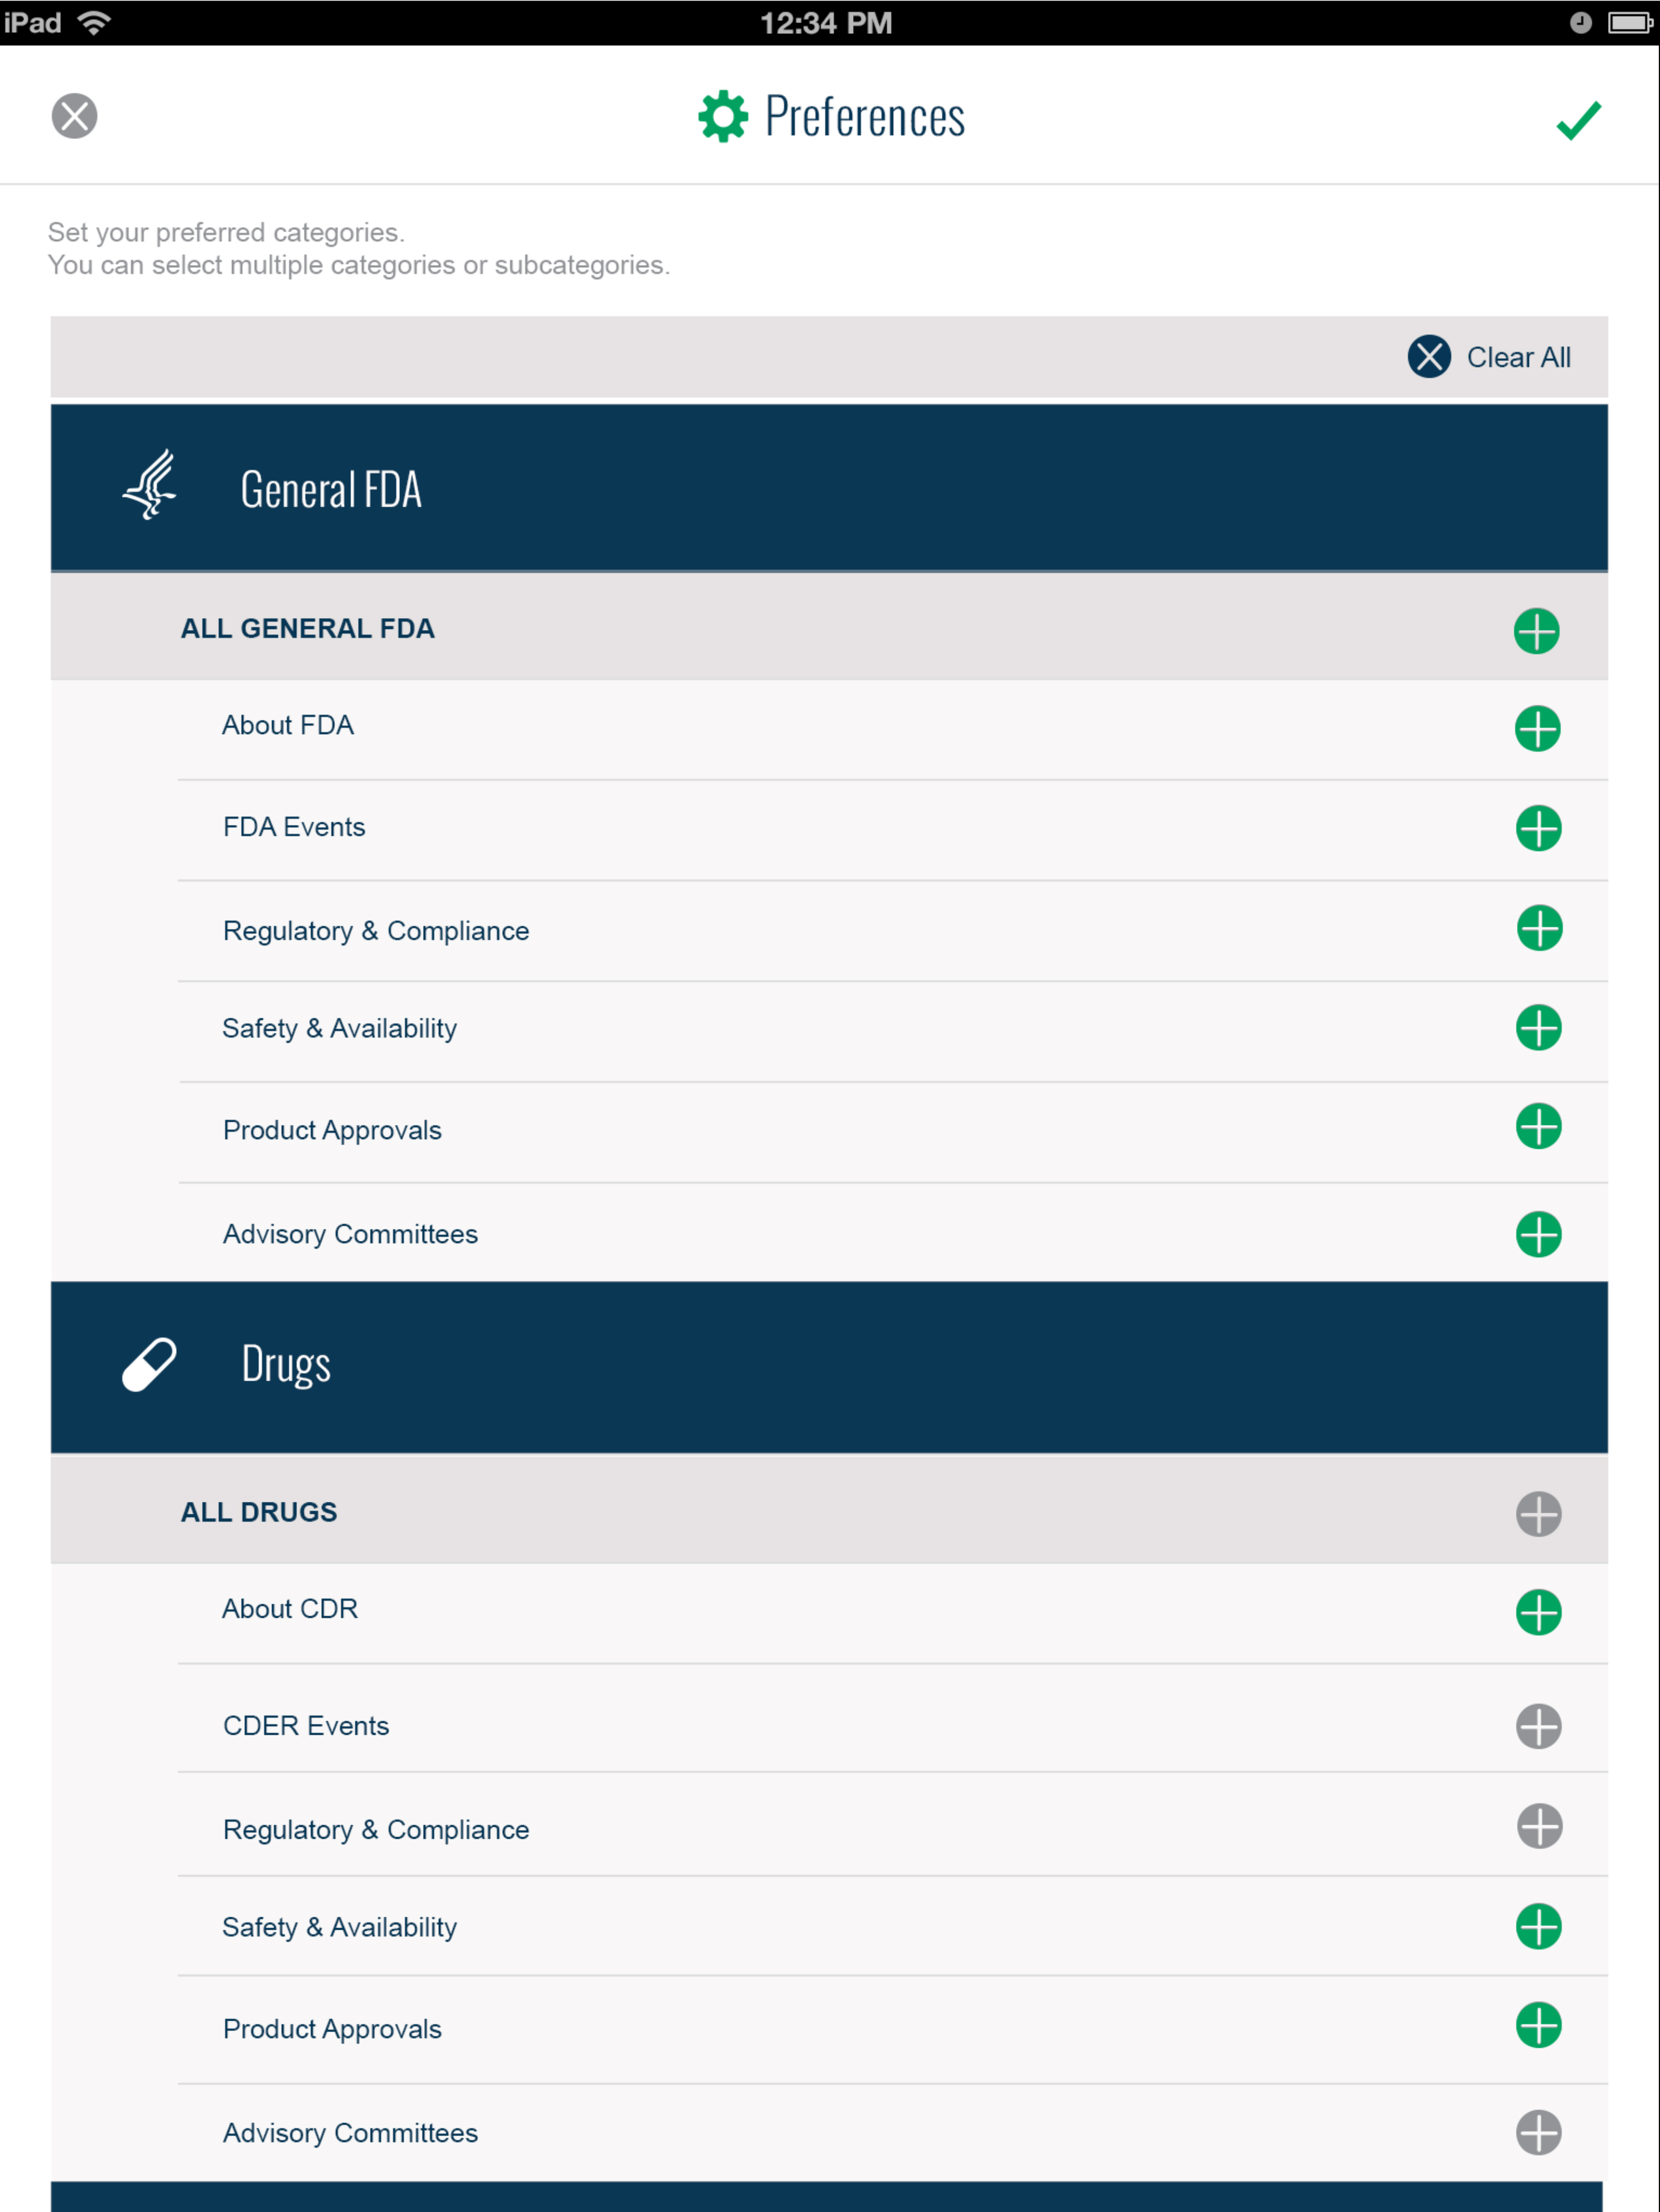 iPad
12:34 PM
Preferences
Set your preferred categories.
You can select multiple categories or subcategories.
Clear All
General FDA
ALL GENERAL FDA
About FDA
FDA Events
Regulatory & Compliance
Safety & Availability
Product Approvals
Advisory Committees
Drugs
ALL DRUGS
About CDR
CDER Events
Regulatory & Compliance
Safety & Availability
Product Approvals
Advisory Committees